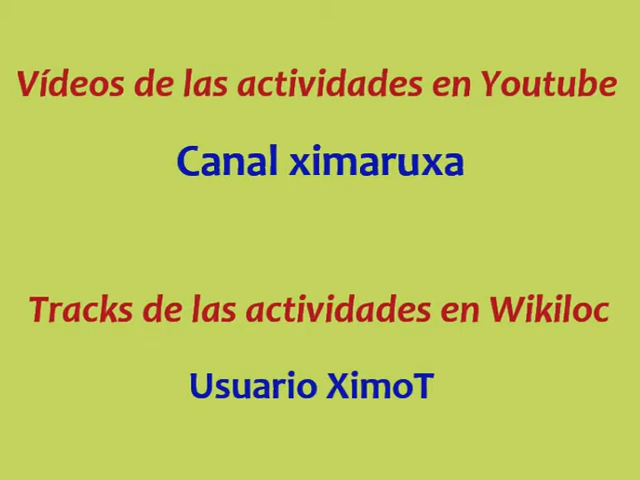 Vídeos de las actividades en Youtube
Canal ximaruxa
Tracks de las actividades en Wikiloc
Usuario XimoT